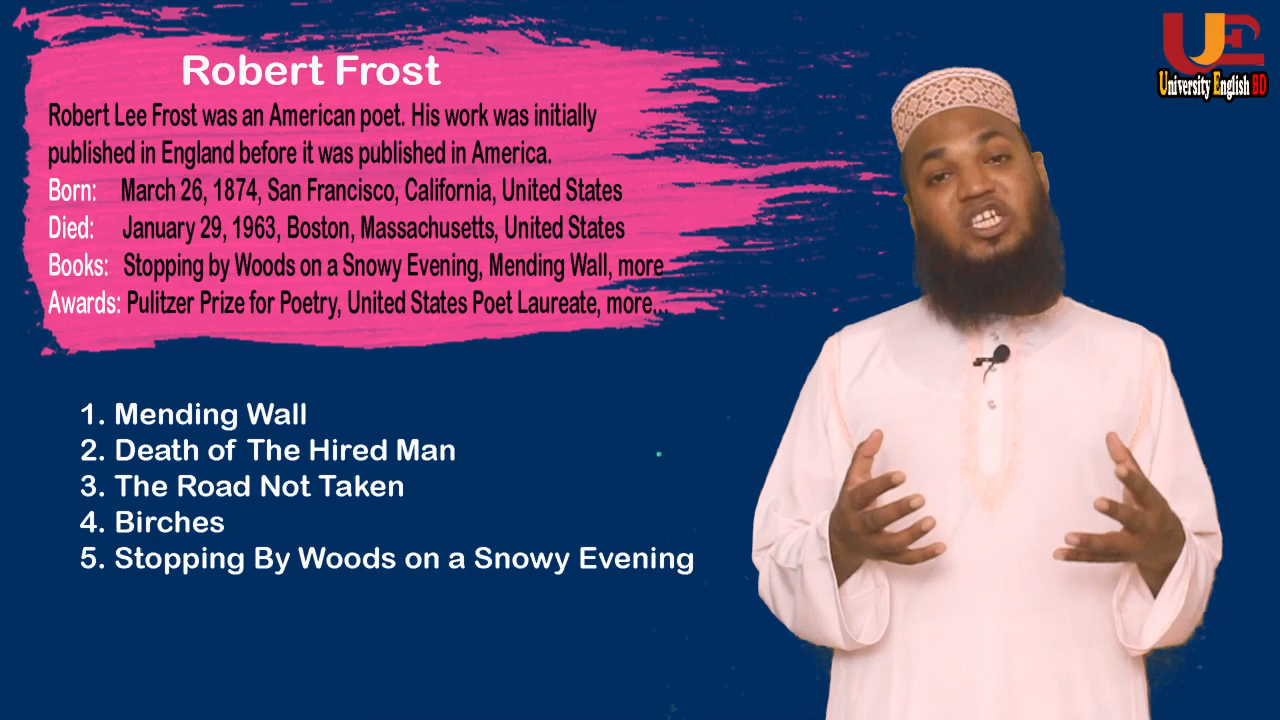 Robert Frost
Robert Lee Frost was an American poet. His work was initially
published in England before it was published in America.
Born: March 26, 1874, San Francisco, California, United States
Died: January 29, 1963, Boston, Massachusetts, United States
Books: Stopping by Woods on a Snowy Evening, Mending Wall, more
Awards: Pulitzer Prize for Poetry, United States Poet Laureate, more...
1. Mending Wall
2. Death of The Hired Man
3. The Road Not Taken
4. Birches
5. Stopping By Woods on a Snowy Evening
UE
University English BD